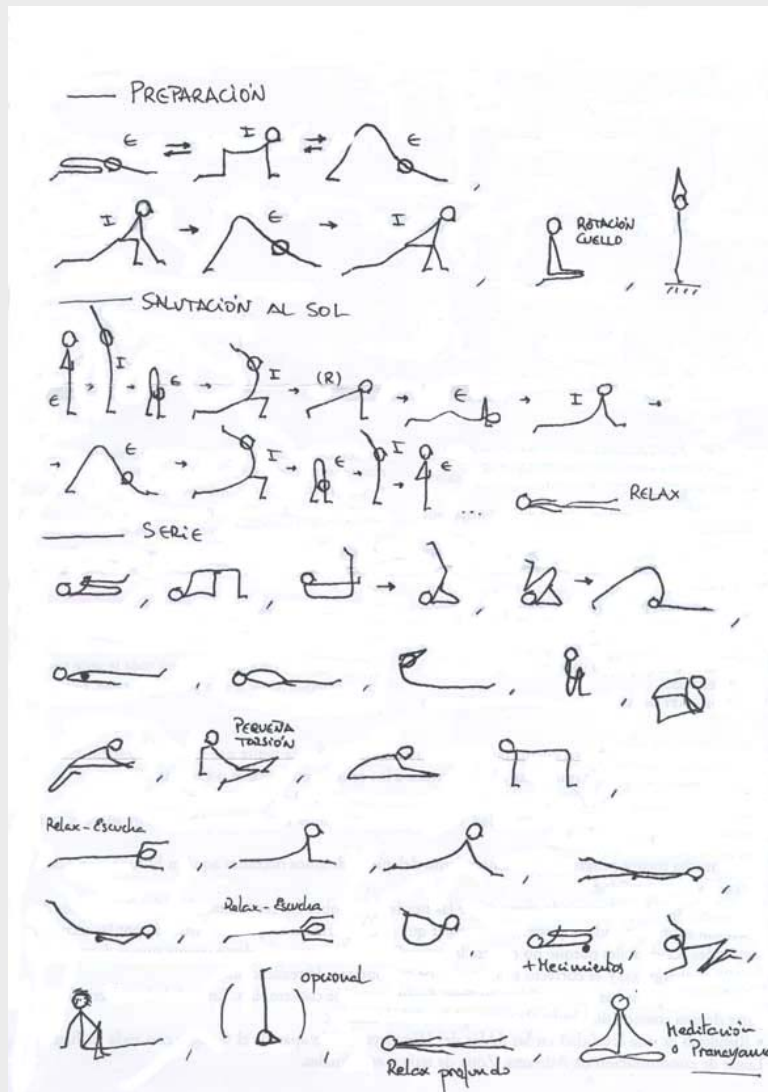 PREPARACIÓN
E I E
I E I ROTACIÓN
CUELLO
SALUTACIÓN AL SOL
E I E I (R) E I
E I E I E ... RELAX
SERIE
PEQUEÑA
TORSIÓN
Relax-Escucha
Relax-Escucha
+ Mecimientos
opcional
Relax profundo
Meditación
o Pranayama